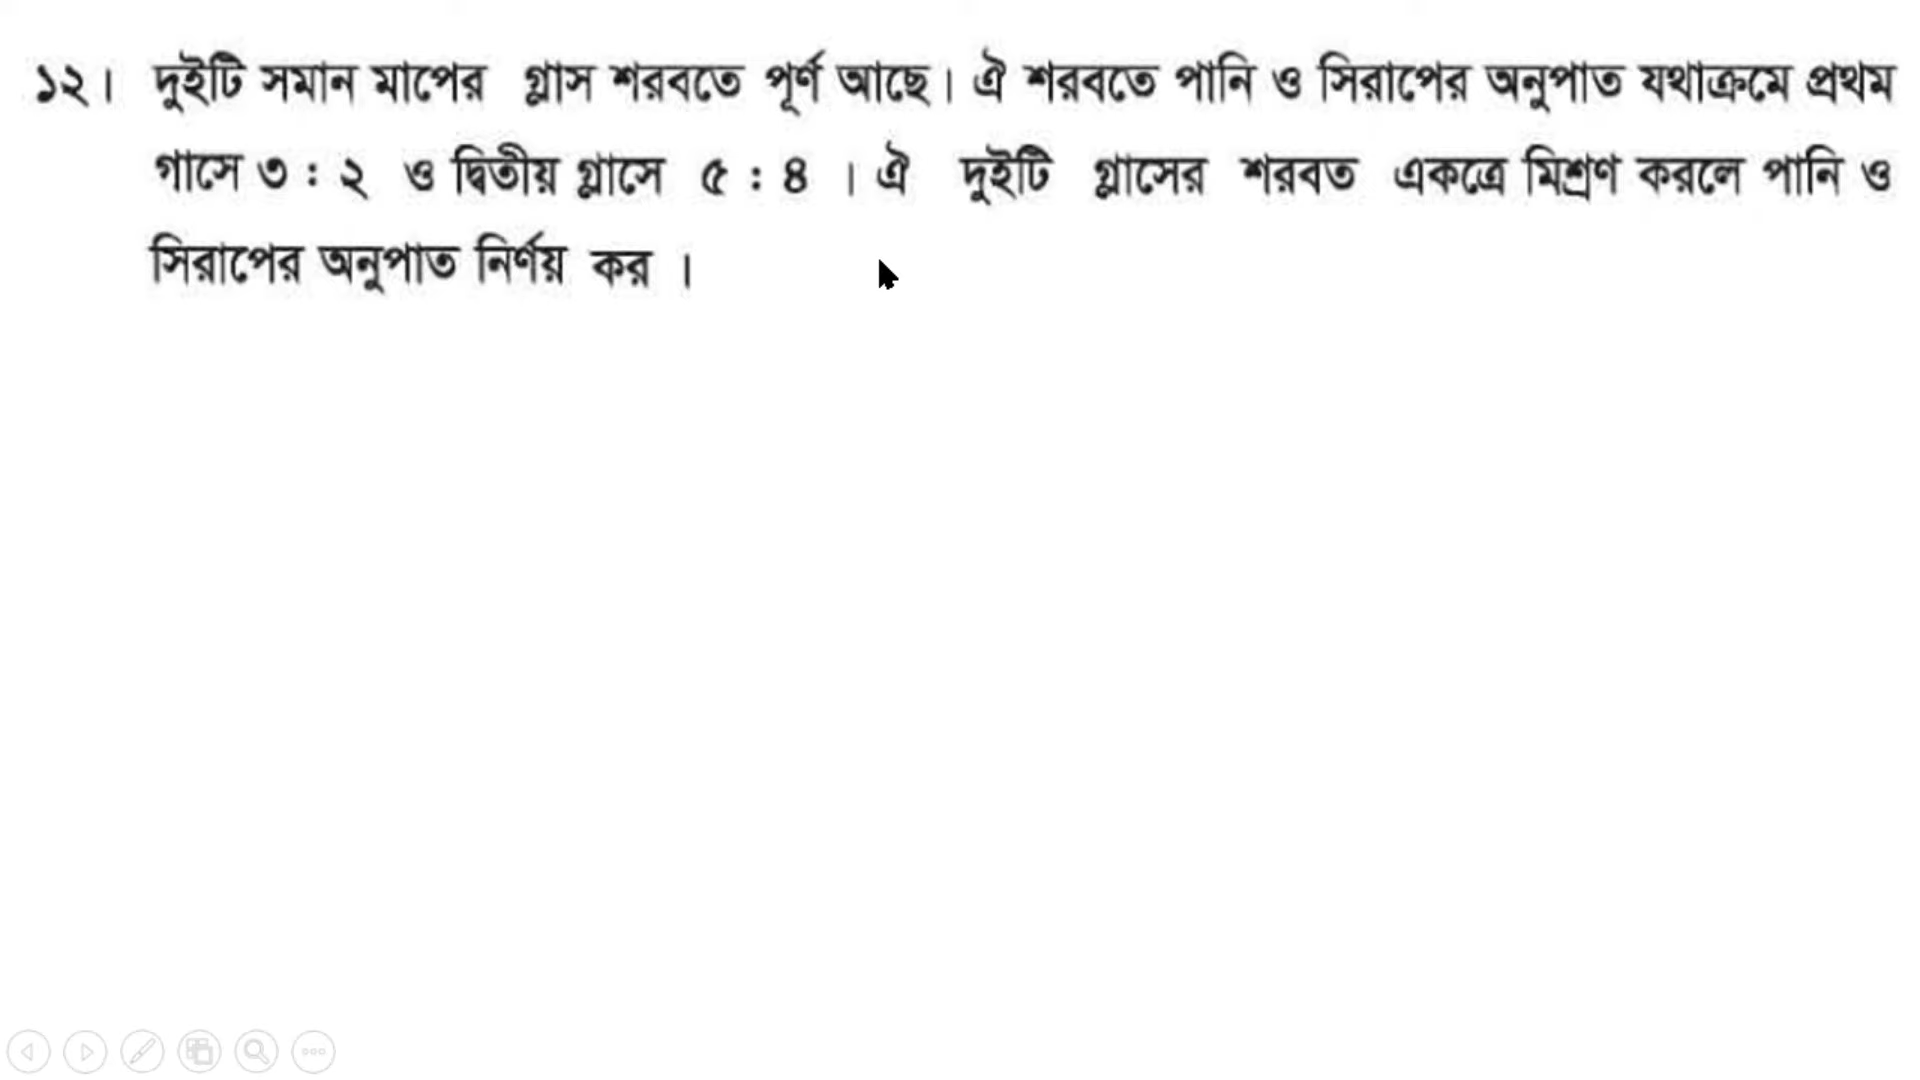 ১২। দুইটি সমান মাপের গ্লাস শরবতে পূর্ণ আছে। ঐ শরবতে পানি ও সিরাপের অনুপাত যথাক্রমে প্রথম
গাসে ৩ : ২ ও দ্বিতীয় গ্লাসে ৫ : ৪ । ঐ দুইটি গ্লাসের শরবত একত্রে মিশ্রণ করলে পানি ও
সিরাপের অনুপাত নির্ণয় কর ।